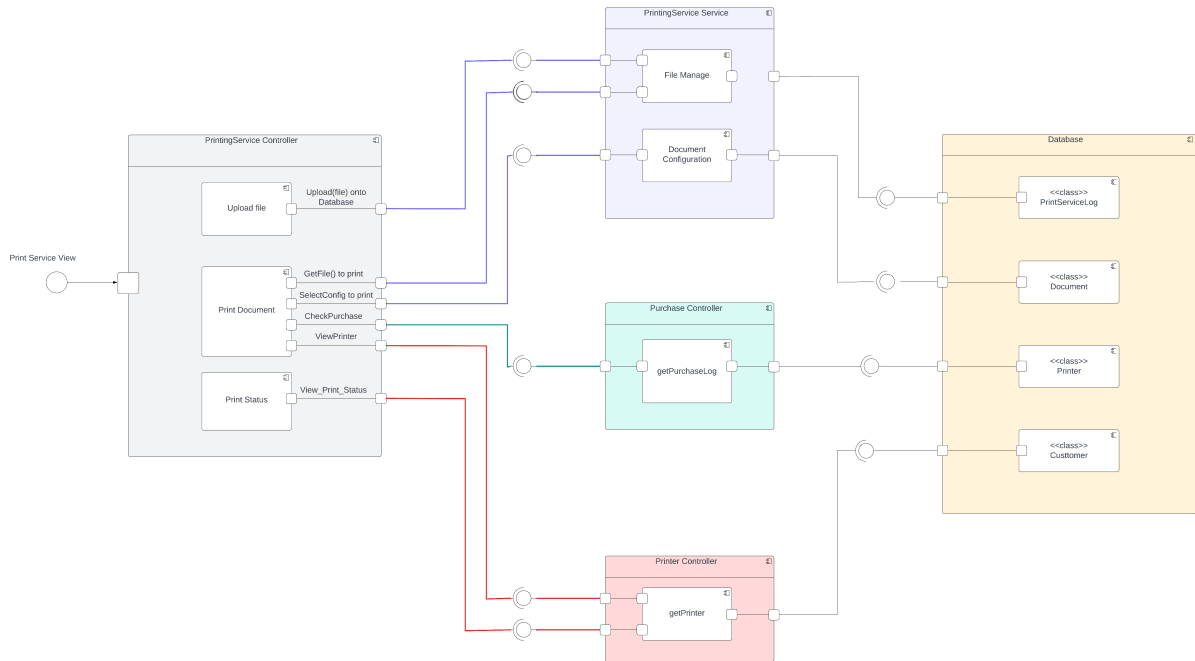 PrintingService Service
File Manage
Document
Configuration
PrintingService Controller
Upload file
Upload(file) onto
Database
Print Service View
Print Document
GetFile() to print
SelectConfig to print
CheckPurchase
ViewPrinter
Print Status
View_Print_Status
Purchase Controller
getPurchaseLog
Printer Controller
getPrinter
Database
<<class>>
PrintServiceLog
<<class>>
Document
<<class>>
Printer
<<class>>
Custtomer